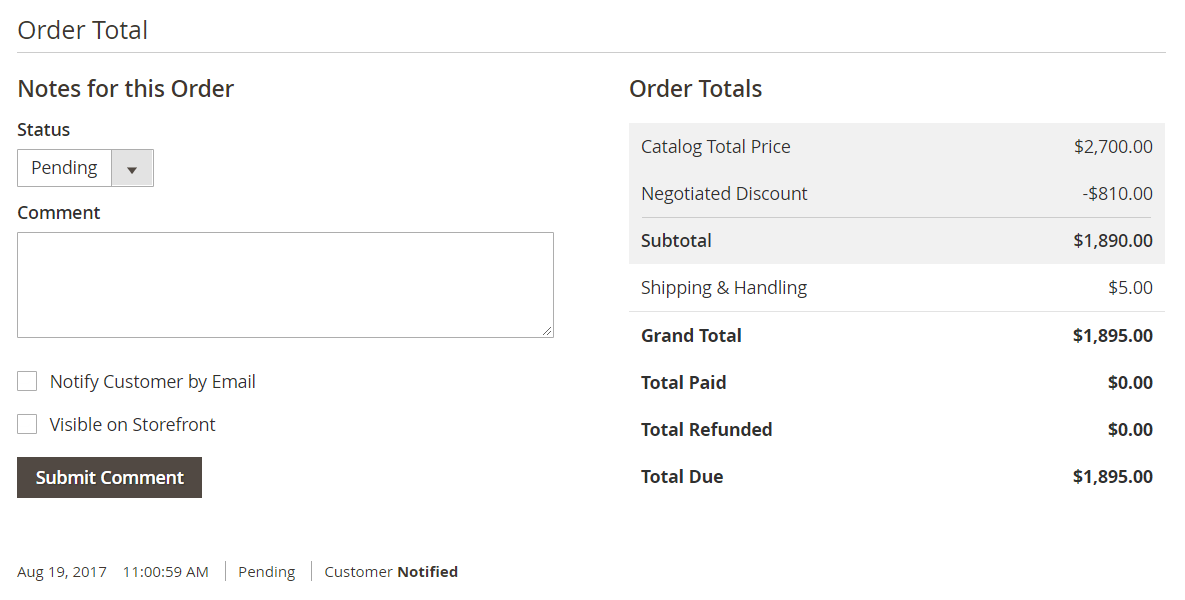 Order Total
Notes for this Order
Status
Pending
Comment
Notify Customer by Email
Visible on Storefront
Submit Comment
Aug 19, 2017 11:00:59 AM Pending Customer Notified
Order Totals
Catalog Total Price $2,700.00
Negotiated Discount -$810.00
Subtotal $1,890.00
Shipping & Handling $5.00
Grand Total $1,895.00
Total Paid $0.00
Total Refunded $0.00
Total Due $1,895.00